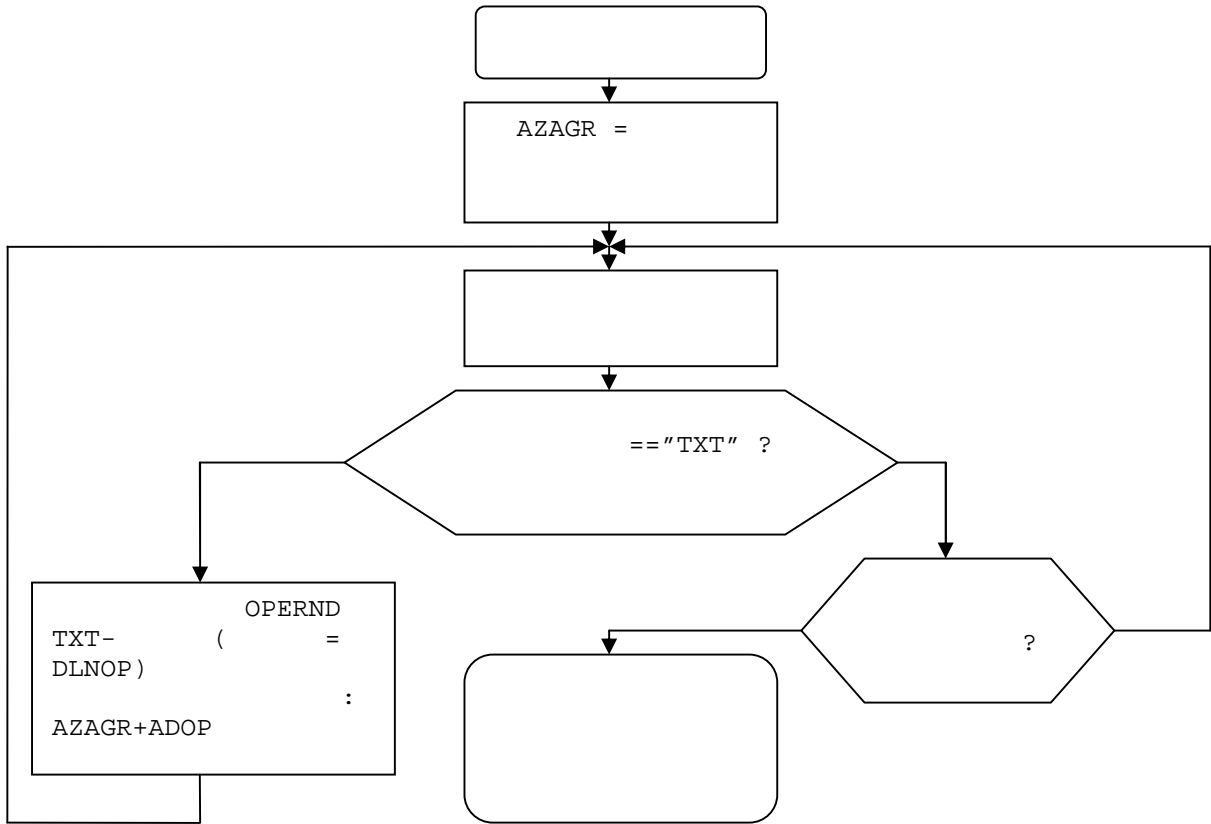 AZAGR =
==″TXT″ ?
OPERND
TXT- ( =
DLNOP)
:
AZAGR+ADOP
?